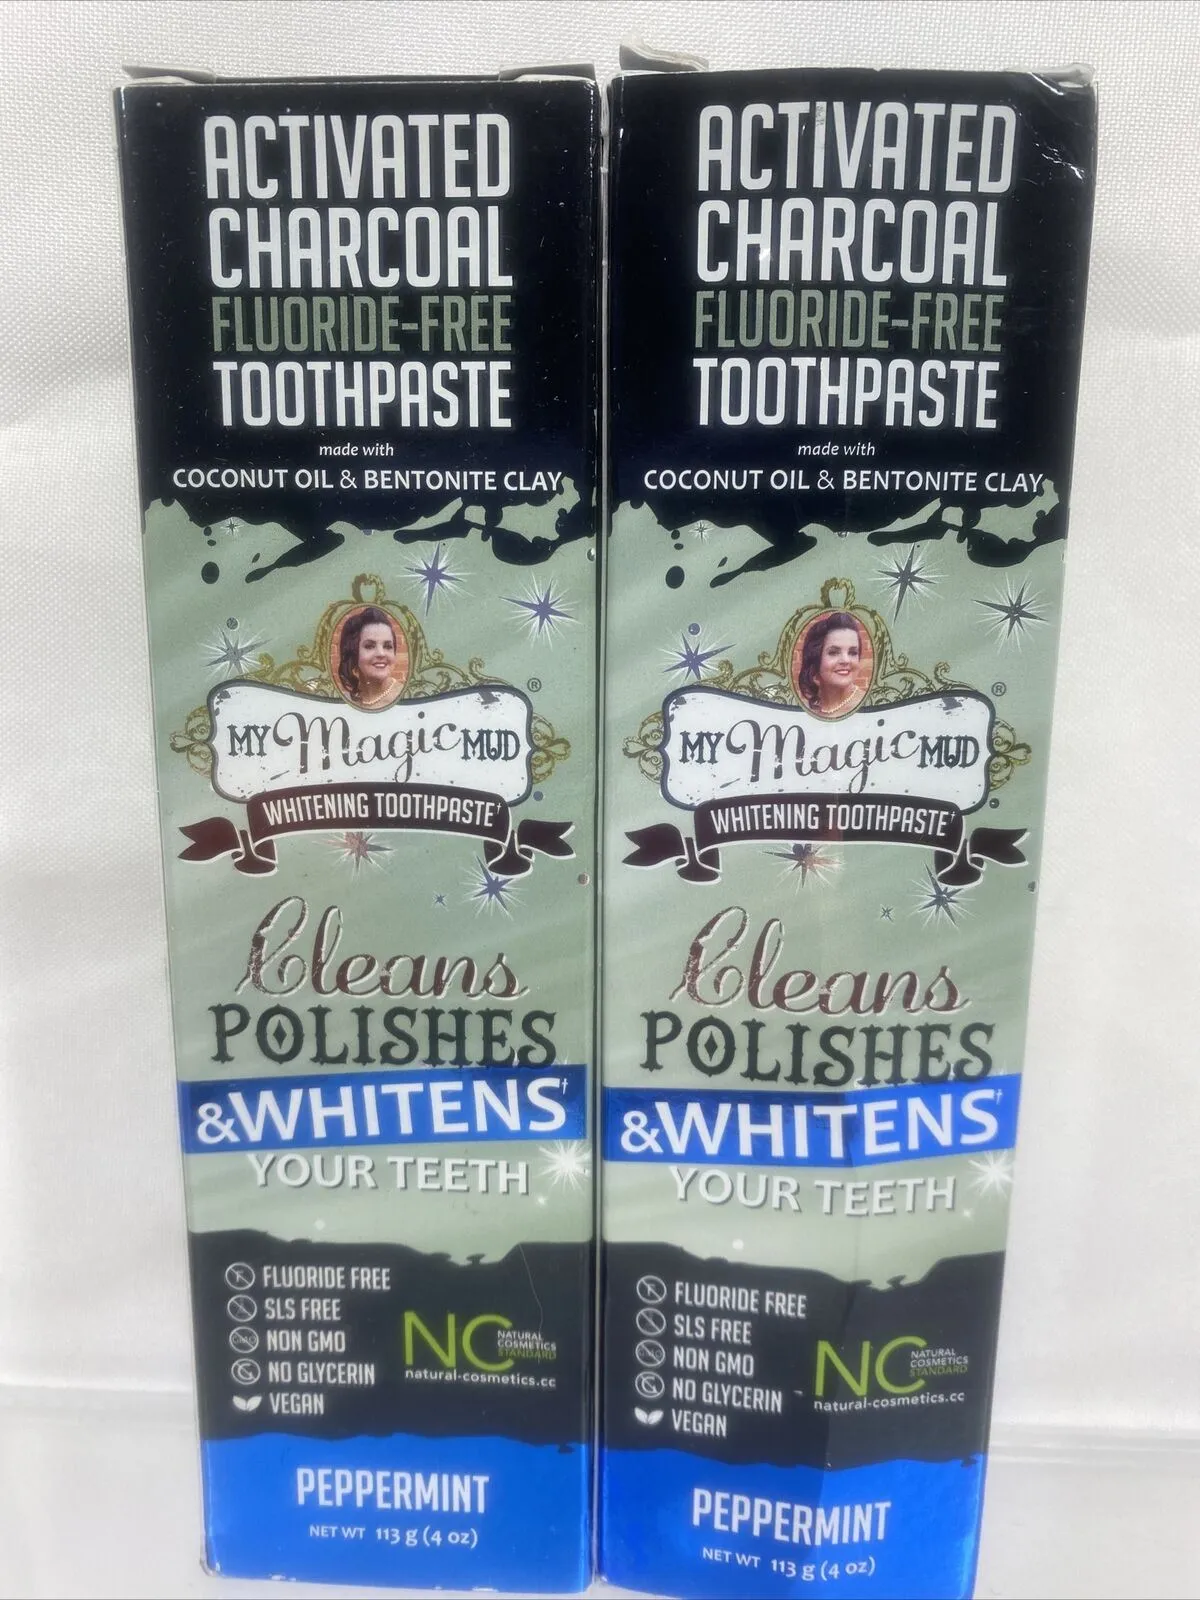 ACTIVATED
CHARCOAL
FLUORIDE-FREE
TOOTHPASTE
made with
COCONUT OIL & BENTONITE CLAY
MY Magic MUD®
WHITENING TOOTHPASTE†
Cleans
POLISHES
&WHITENS†
YOUR TEETH
FLUORIDE FREE
SLS FREE
NON GMO
NO GLYCERIN
VEGAN
NC NATURAL
COSMETICS
STANDARD
natural-cosmetics.cc
PEPPERMINT
NET WT 113 g (4 oz)
ACTIVATED
CHARCOAL
FLUORIDE-FREE
TOOTHPASTE
made with
COCONUT OIL & BENTONITE CLAY
MY Magic MUD®
WHITENING TOOTHPASTE†
Cleans
POLISHES
&WHITENS†
YOUR TEETH
FLUORIDE FREE
SLS FREE
NON GMO
NO GLYCERIN
VEGAN
NC NATURAL
COSMETICS
STANDARD
natural-cosmetics.cc
PEPPERMINT
NET WT 113 g (4 oz)